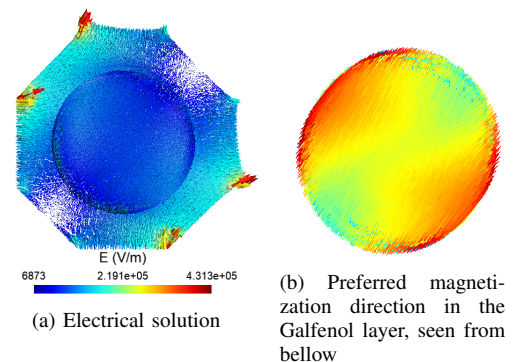 E (V/m)
6873 2.191e+05 4.313e+05
(a) Electrical solution
(b) Preferred magneti-
zation direction in the
Galfenol layer, seen from
bellow